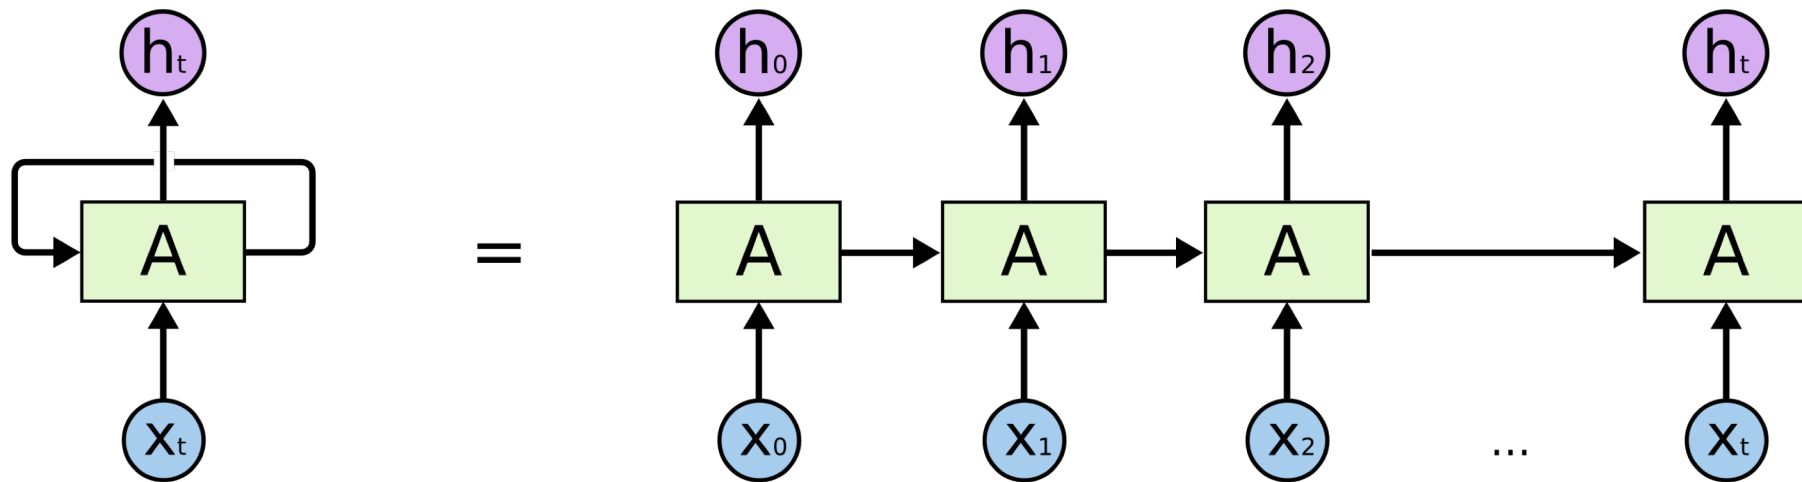 hₜ h₀ h₁ h₂ hₜ
A = A A A A
xₜ x₀ x₁ x₂ ... xₜ